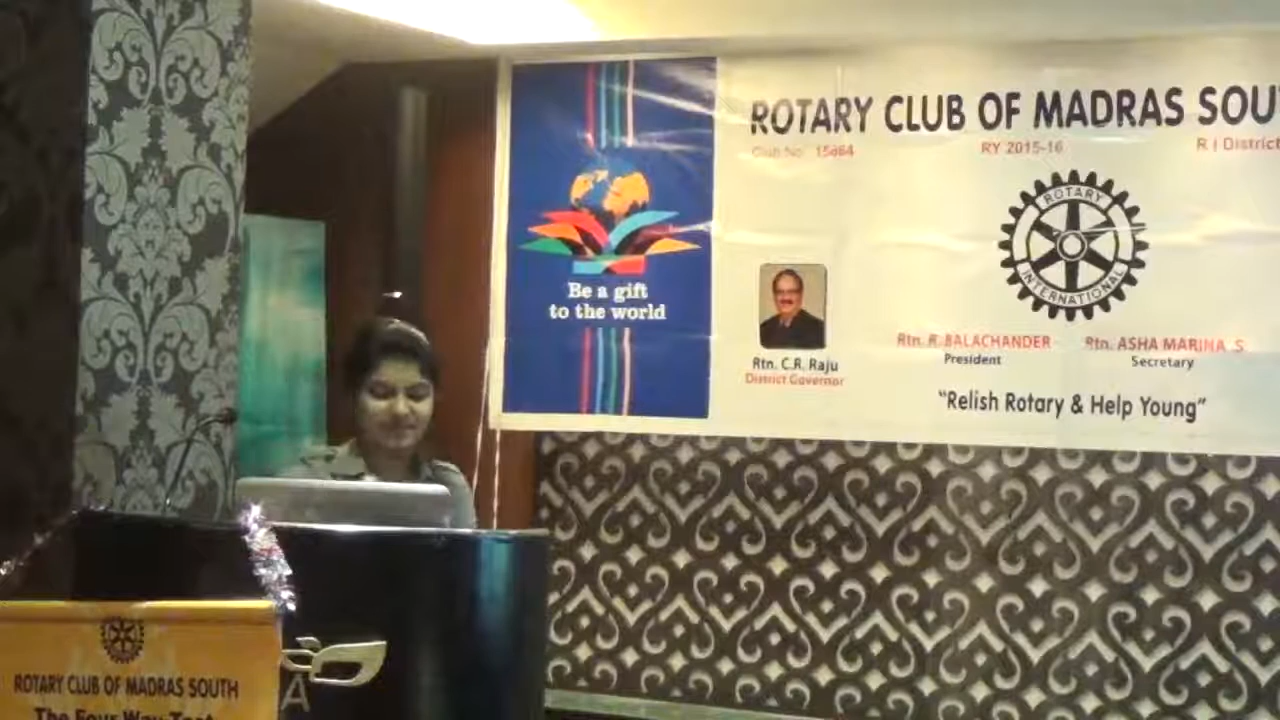 ROTARY CLUB OF MADRAS SOU
Club No: 15664
RY 2015-16
R I District
Be a gift
to the world
ROTARY
INTERNATIONAL
Rtn. C.R. Raju
District Governor
Rtn. R. BALACHANDER
President
Rtn. ASHA MARINA .S
Secretary
"Relish Rotary & Help Young"
ROTARY CLUB OF MADRAS SOUTH
The Four Way Test
A